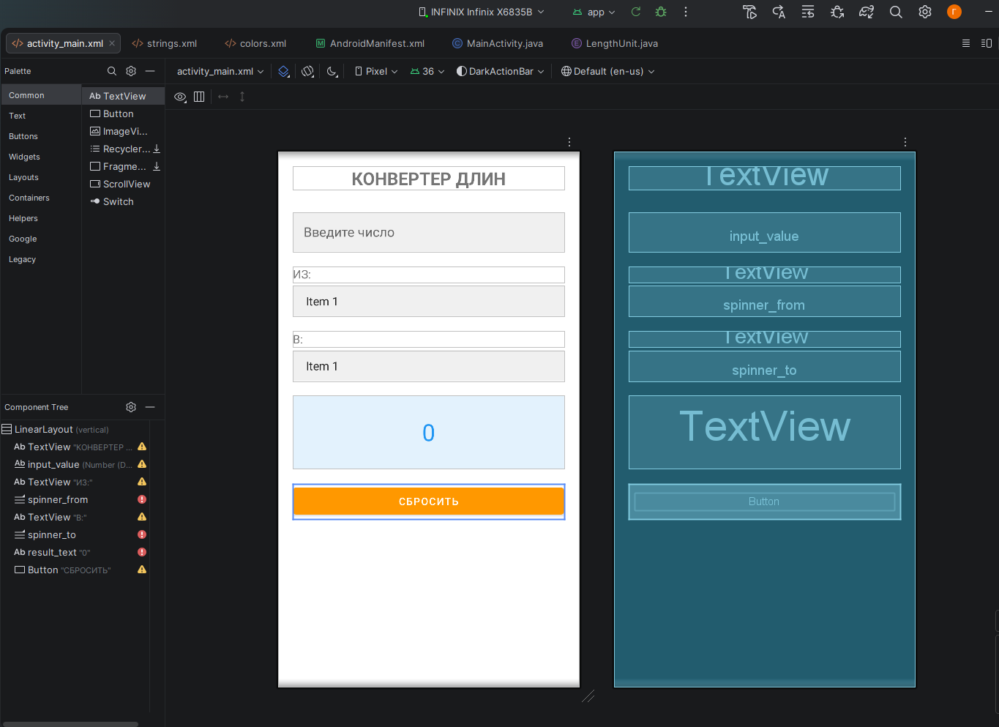 INFINIX Infinix X6835B
app
Г
activity_main.xml
strings.xml
colors.xml
AndroidManifest.xml
MainActivity.java
LengthUnit.java
Palette
activity_main.xml
Pixel
36
DarkActionBar
Default (en-us)
Common
Text
Buttons
Widgets
Layouts
Containers
Helpers
Google
Legacy
Ab TextView
Button
ImageVi...
Recycler...
Fragme...
ScrollView
Switch
КОНВЕРТЕР ДЛИН
Введите число
ИЗ:
Item 1
В:
Item 1
0
СБРОСИТЬ
TextView
input_value
TextView
spinner_from
TextView
spinner_to
TextView
Button
Component Tree
LinearLayout (vertical)
Ab TextView "КОНВЕРТЕР ...
Ab input_value (Number (D...
Ab TextView "ИЗ:"
spinner_from
Ab TextView "В:"
spinner_to
Ab result_text "0"
Button "СБРОСИТЬ"